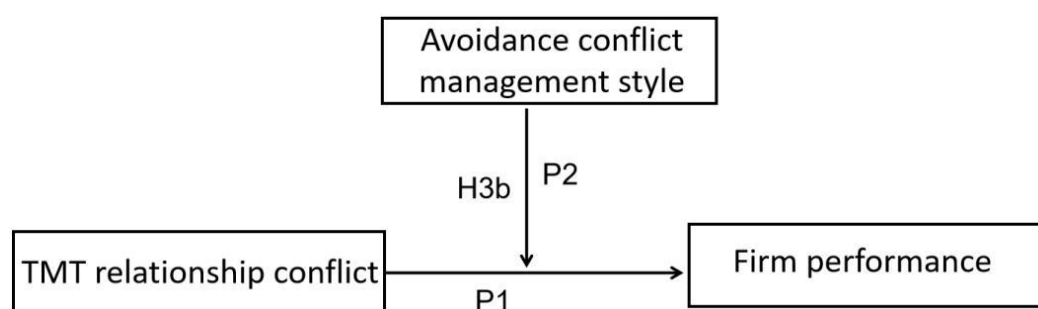 Avoidance conflict
management style
H3b
P2
TMT relationship conflict
Firm performance
P1